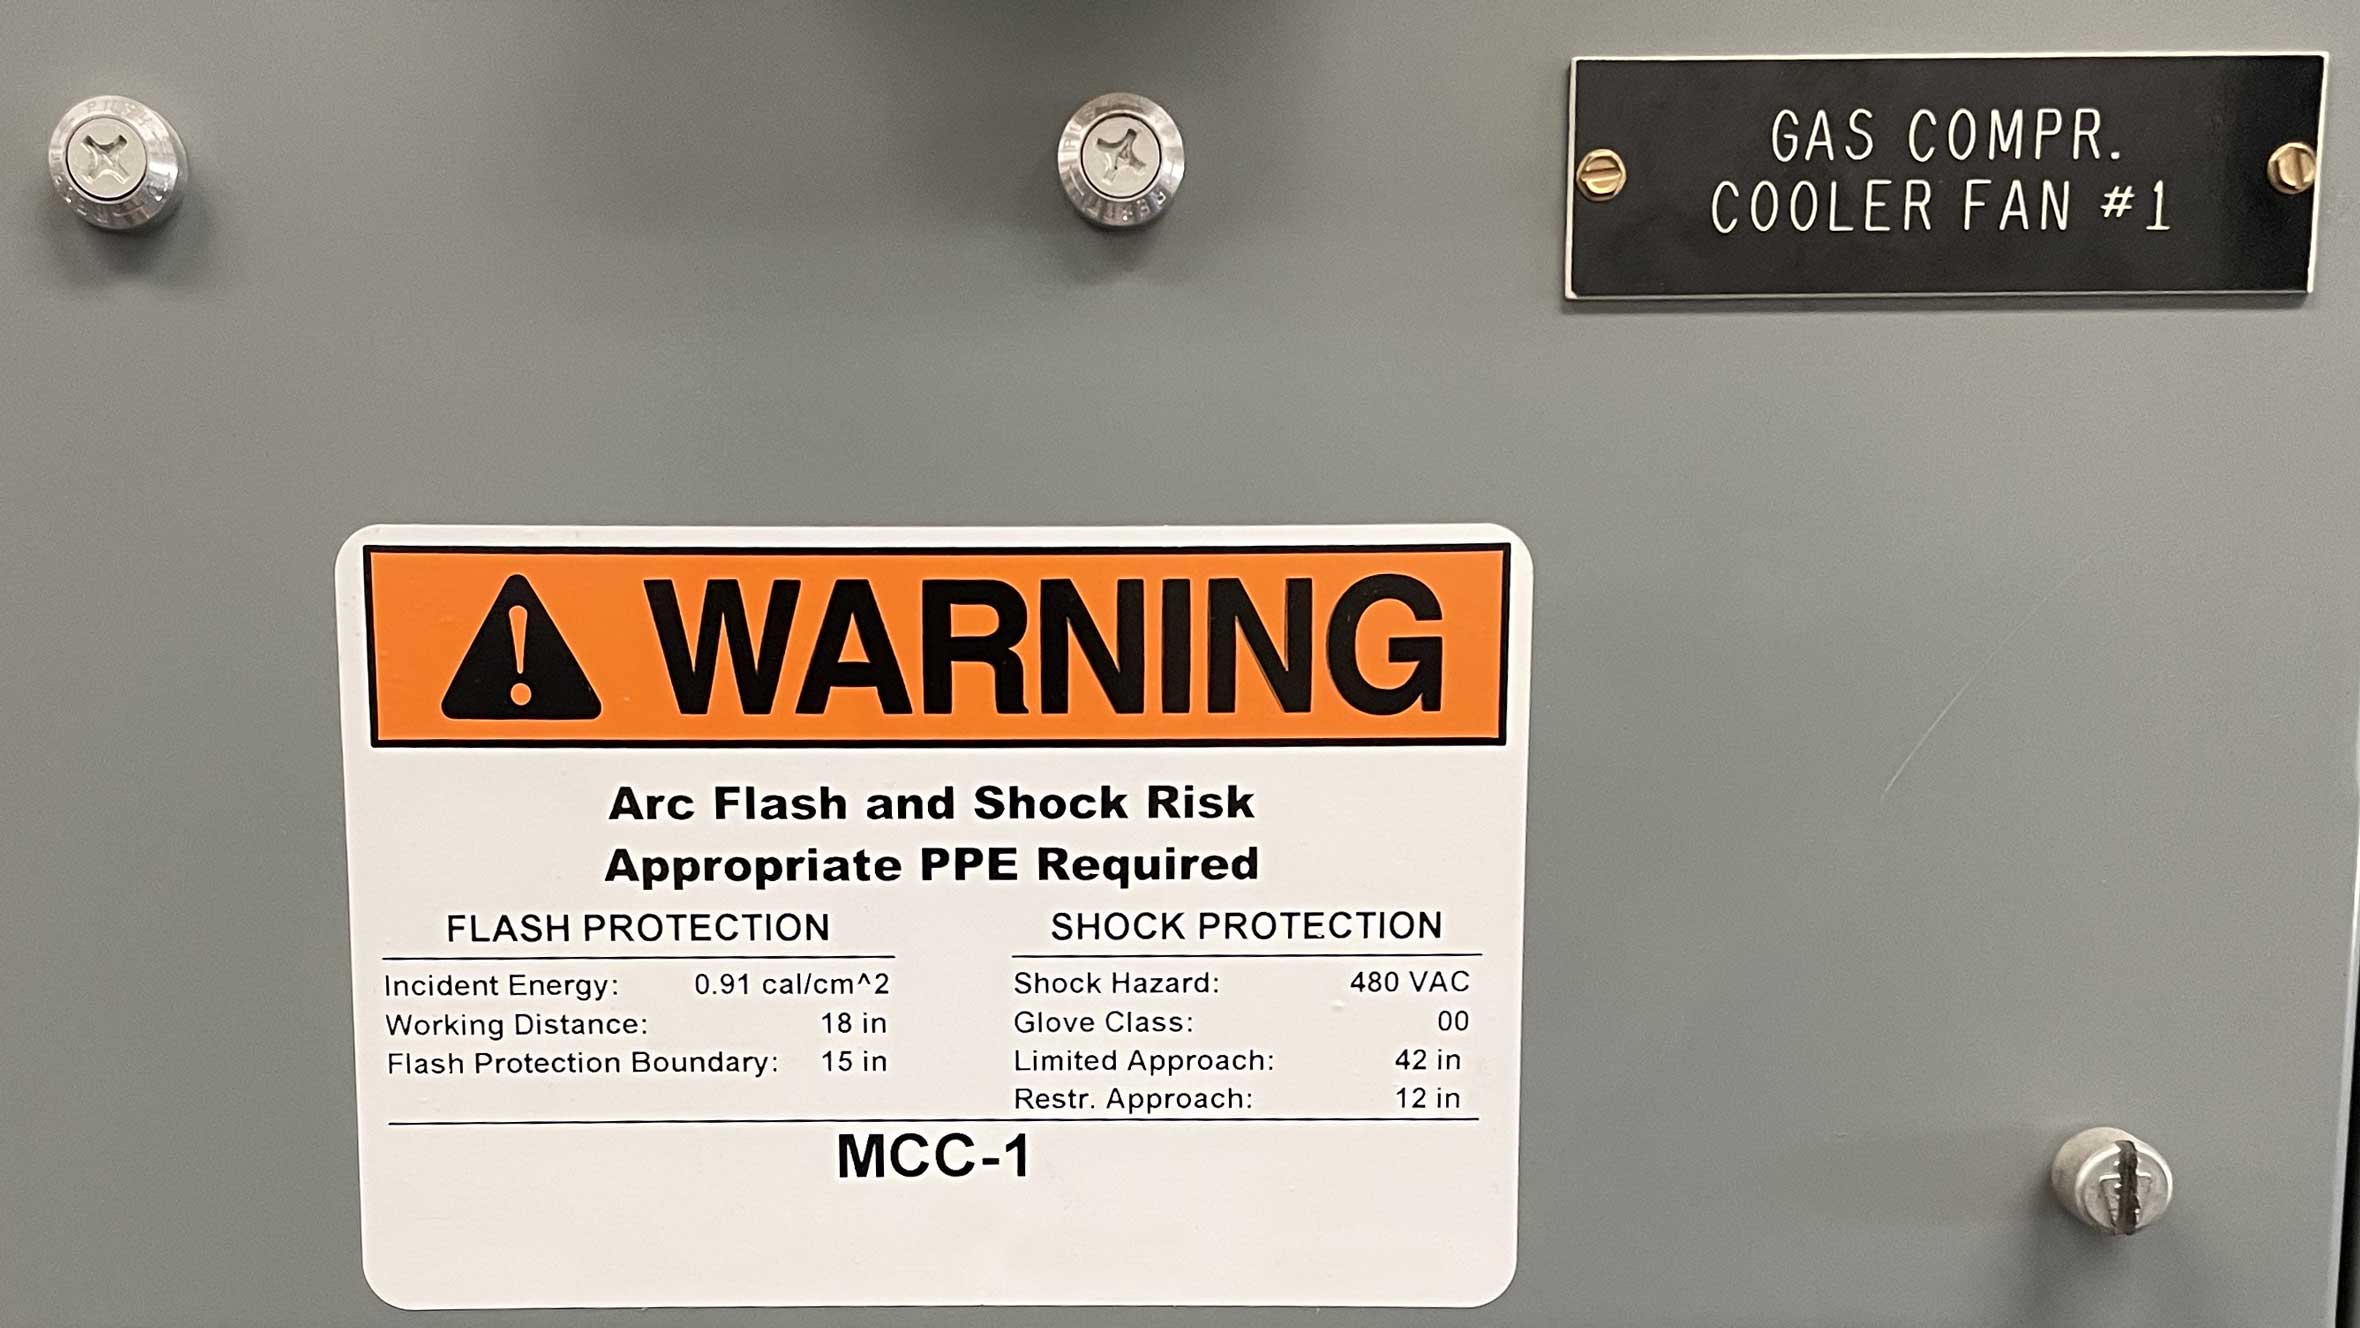 GAS COMPR.
COOLER FAN #1
WARNING
Arc Flash and Shock Risk
Appropriate PPE Required
FLASH PROTECTION
Incident Energy: 0.91 cal/cm^2
Working Distance: 18 in
Flash Protection Boundary: 15 in
SHOCK PROTECTION
Shock Hazard: 480 VAC
Glove Class: 00
Limited Approach: 42 in
Restr. Approach: 12 in
MCC-1